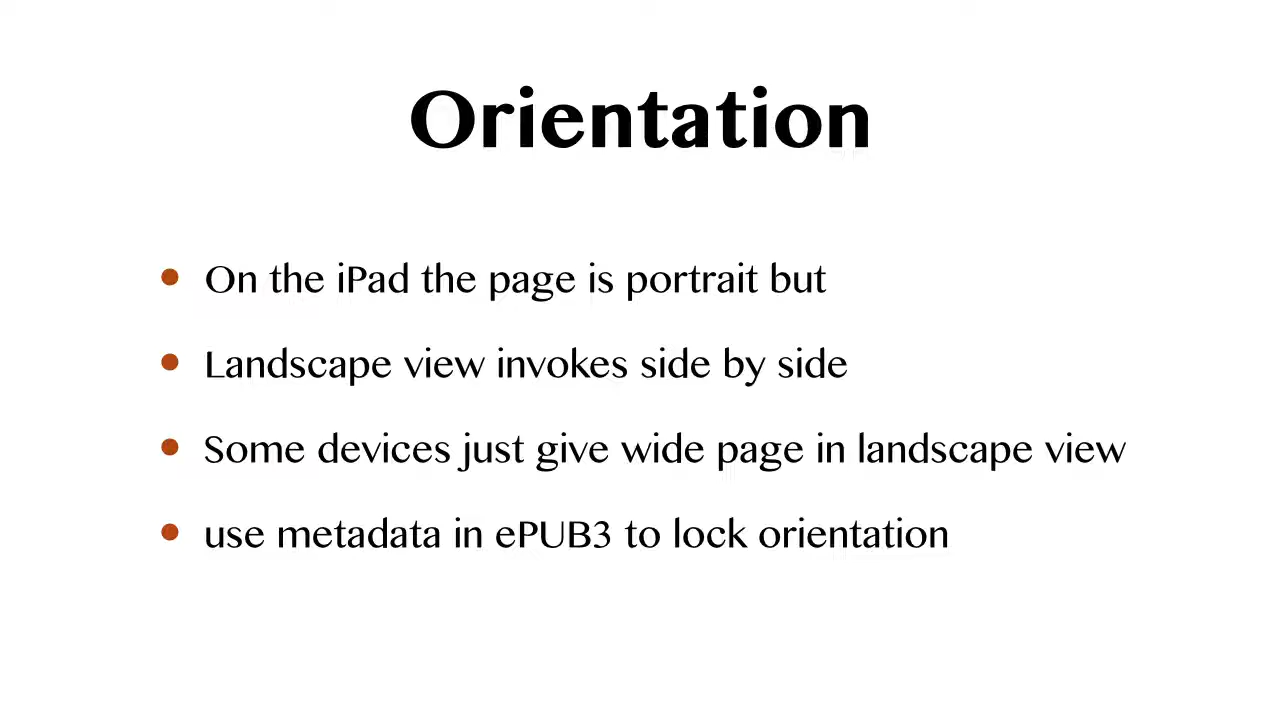 Orientation
• On the iPad the page is portrait but
• Landscape view invokes side by side
• Some devices just give wide page in landscape view
• use metadata in ePUB3 to lock orientation